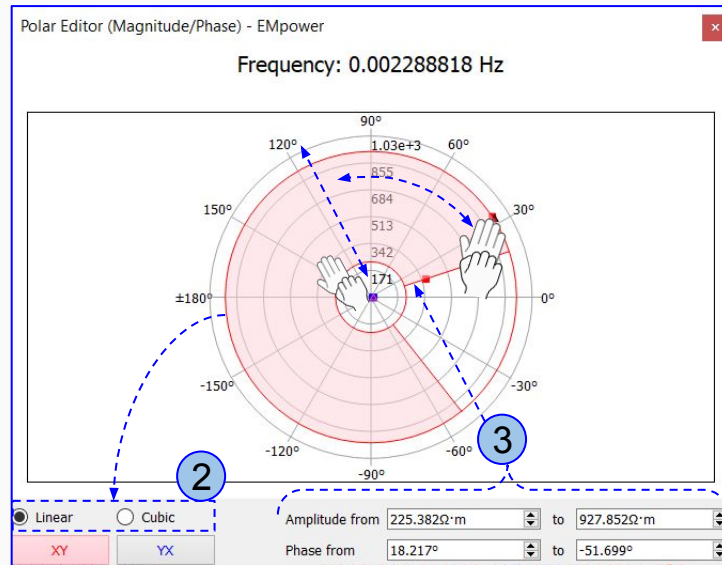 Polar Editor (Magnitude/Phase) - EMpower
×
Frequency: 0.002288818 Hz
90°
120°
1.03e+3
60°
855
150°
684
30°
513
342
171
±180°
0°
-150°
-30°
-120°
-60°
-90°
2
3
Linear Cubic
Amplitude from 225.382Ω·m to 927.852Ω·m
XY YX
Phase from 18.217° to -51.699°